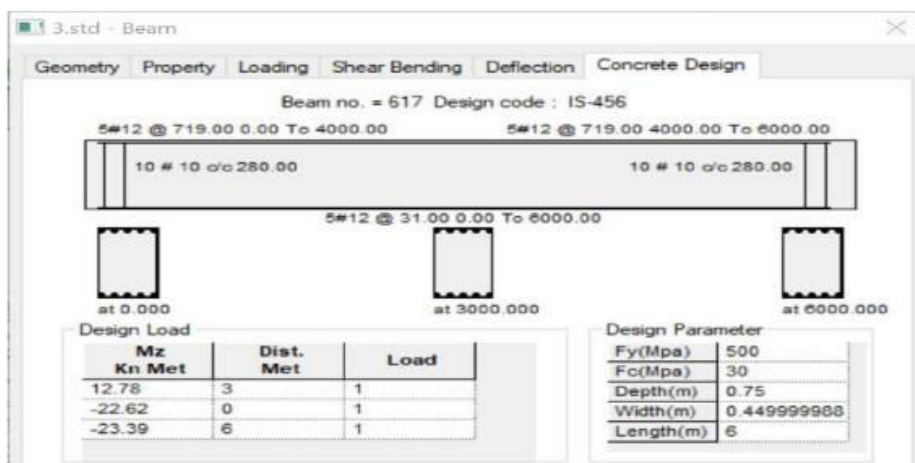 3.std - Beam
Geometry Property Loading Shear Bending Deflection Concrete Design
Beam no. = 617 Design code : IS-456
5#12 @ 719.00 0.00 To 4000.00 5#12 @ 719.00 4000.00 To 6000.00
10 # 10 c/c 280.00 10 # 10 c/c 280.00
5#12 @ 31.00 0.00 To 6000.00
at 0.000 at 3000.000 at 6000.000
Design Load Design Parameter
Mz Kn Met Dist. Met Load
12.78 3 1
-22.62 0 1
-23.39 6 1
Fy(Mpa) 500
Fc(Mpa) 30
Depth(m) 0.75
Width(m) 0.449999988
Length(m) 6